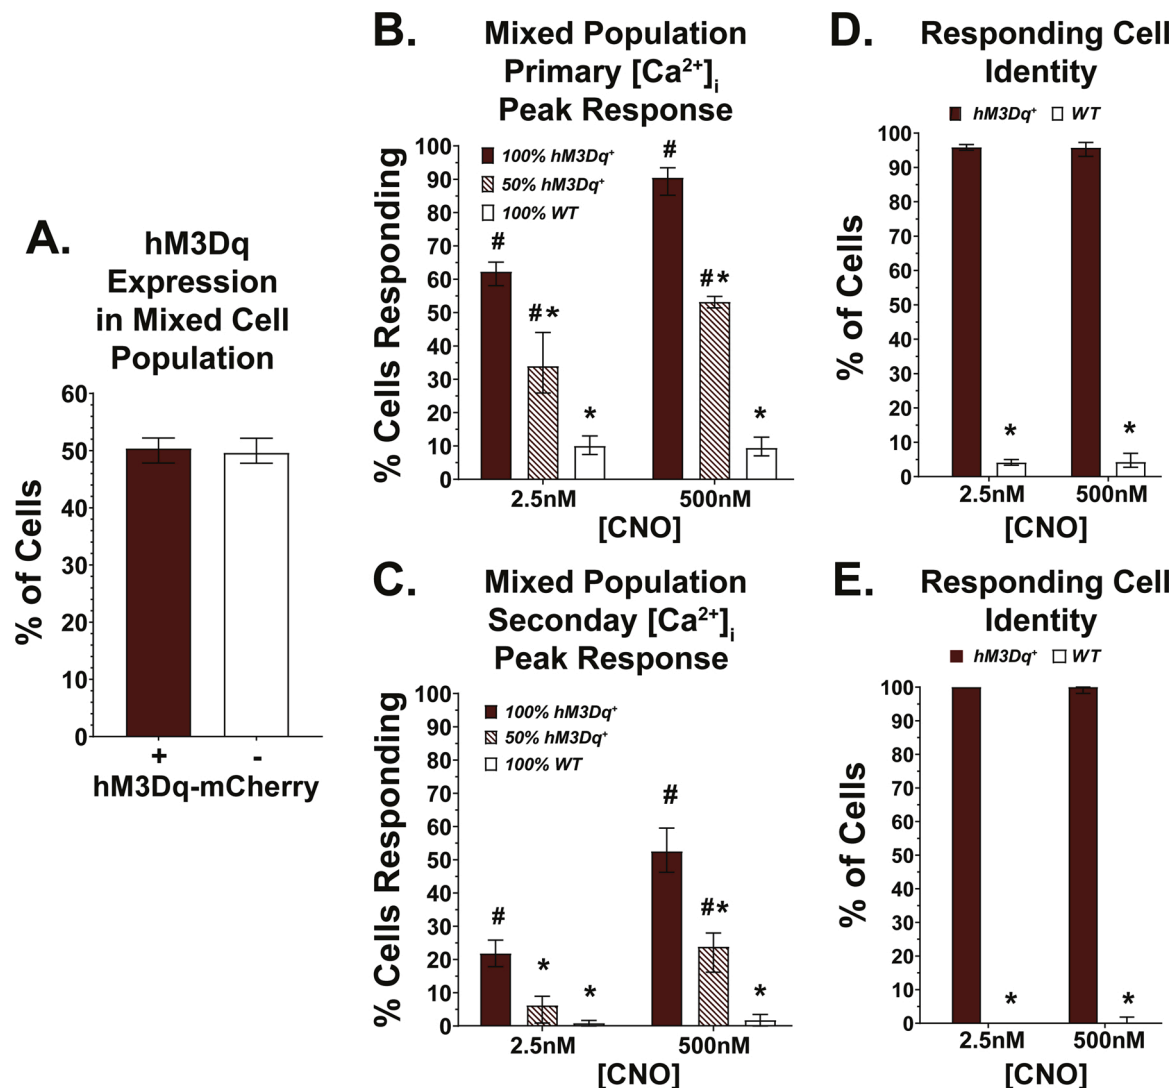 A.
hM3Dq
Expression
in Mixed Cell
Population
% of Cells
60
50
40
30
20
10
0
+ -
hM3Dq-mCherry
B.
Mixed Population
Primary [Ca²⁺]ᵢ
Peak Response
% Cells Responding
100
90
80
70
60
50
40
30
20
10
0
100% hM3Dq⁺
50% hM3Dq⁺
100% WT
# #* * # #* *
2.5nM 500nM
[CNO]
C.
Mixed Population
Seconday [Ca²⁺]ᵢ
Peak Response
% Cells Responding
100
90
80
70
60
50
40
30
20
10
0
100% hM3Dq⁺
50% hM3Dq⁺
100% WT
# * * # #* *
2.5nM 500nM
[CNO]
D.
Responding Cell
Identity
hM3Dq⁺ WT
% of Cells
100
90
80
70
60
50
40
30
20
10
0
* *
2.5nM 500nM
[CNO]
E.
Responding Cell
Identity
hM3Dq⁺ WT
% of Cells
100
90
80
70
60
50
40
30
20
10
0
* *
2.5nM 500nM
[CNO]